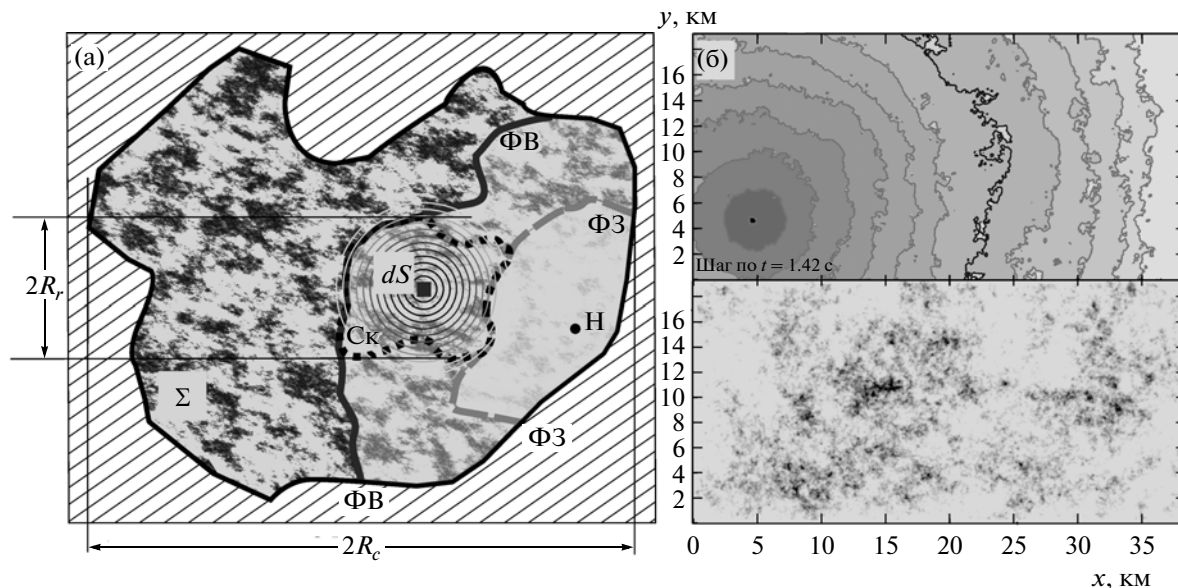 (а)
ФВ
ФЗ
dS
2R_r
Ск
Н
Σ
ФЗ
ФВ
2R_c
y, км
(б)
16
14
12
10
8
6
4
2
Шаг по t = 1.42 с
16
14
12
10
8
6
4
2
0 5 10 15 20 25 30 35
x, км